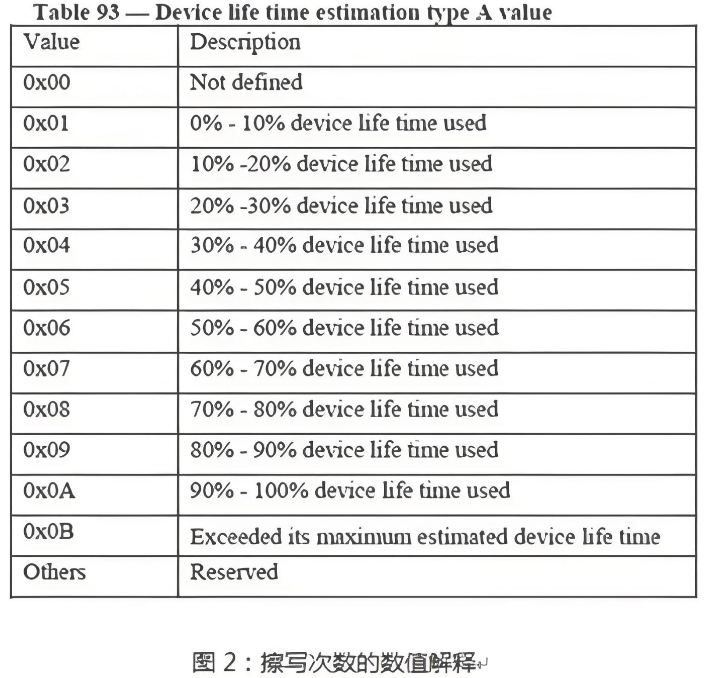 Table 93 — Device life time estimation type A value
Value Description
0x00 Not defined
0x01 0% - 10% device life time used
0x02 10% -20% device life time used
0x03 20% -30% device life time used
0x04 30% - 40% device life time used
0x05 40% - 50% device life time used
0x06 50% - 60% device life time used
0x07 60% - 70% device life time used
0x08 70% - 80% device life time used
0x09 80% - 90% device life time used
0x0A 90% - 100% device life time used
0x0B Exceeded its maximum estimated device life time
Others Reserved
图 2：擦写次数的数值解释↵